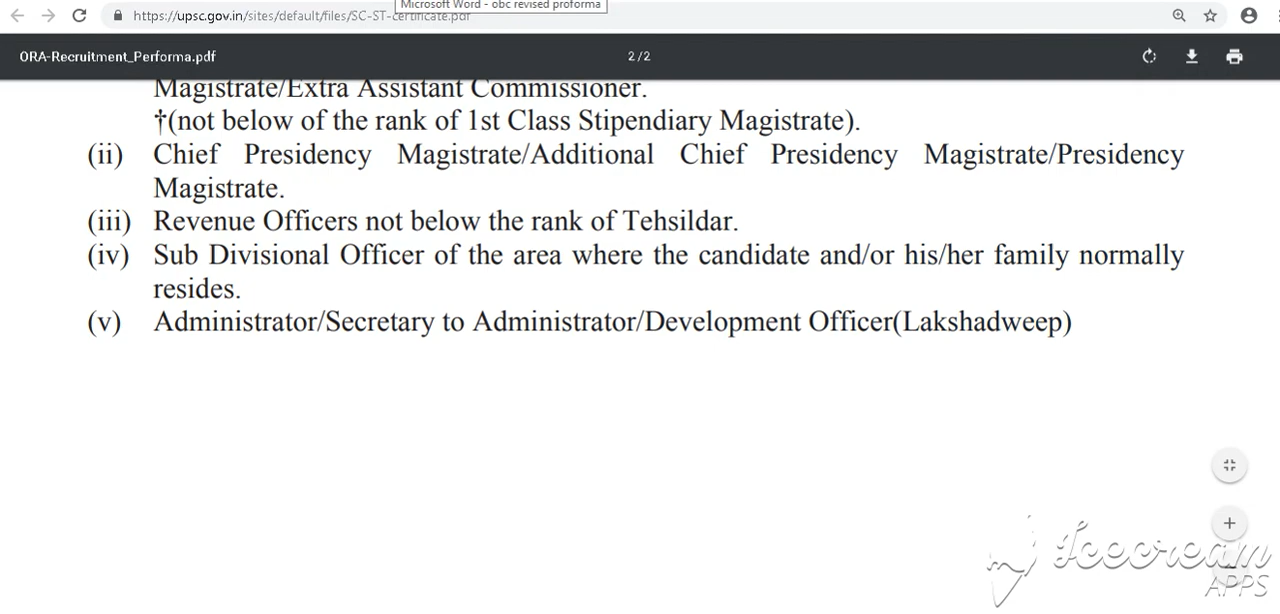 Microsoft Word - obc revised proforma
https://upsc.gov.in/sites/default/files/SC-ST-certificate.pdf
ORA-Recruitment_Performa.pdf
2 / 2
Magistrate/Extra Assistant Commissioner.
†(not below of the rank of 1st Class Stipendiary Magistrate).
(ii) Chief Presidency Magistrate/Additional Chief Presidency Magistrate/Presidency
Magistrate.
(iii) Revenue Officers not below the rank of Tehsildar.
(iv) Sub Divisional Officer of the area where the candidate and/or his/her family normally
resides.
(v) Administrator/Secretary to Administrator/Development Officer(Lakshadweep)
Icecream
APPS